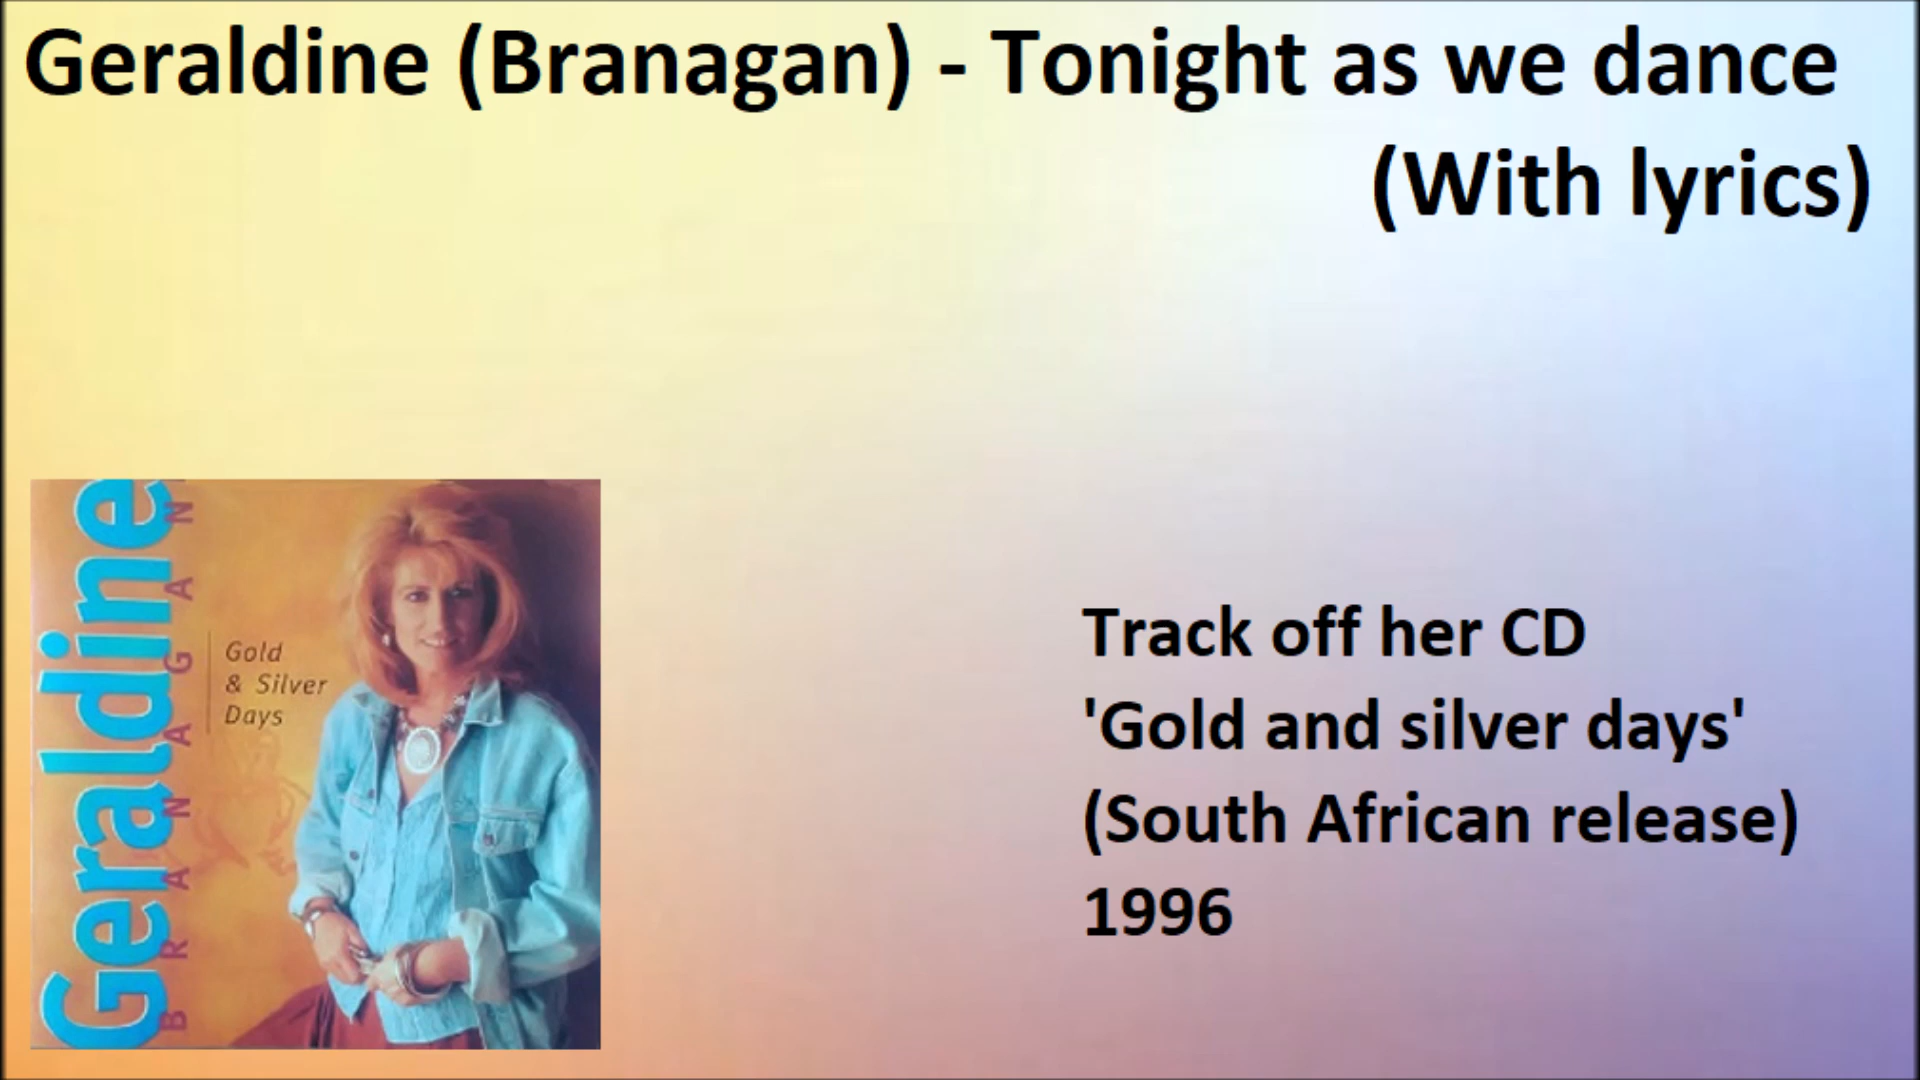 Geraldine (Branagan) - Tonight as we dance
(With lyrics)
Geraldine
BRANAGAN
Gold
& Silver
Days
Track off her CD
'Gold and silver days'
(South African release)
1996